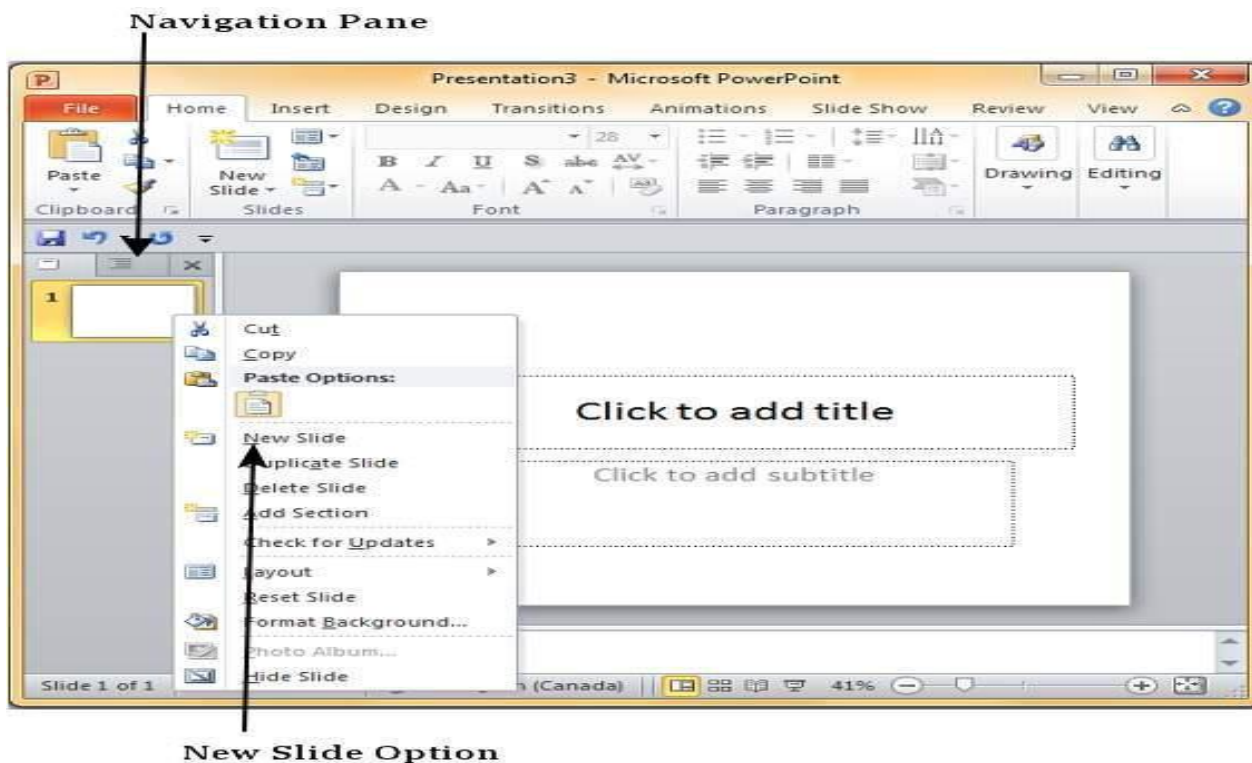 Navigation Pane
Presentation3 - Microsoft PowerPoint
File Home Insert Design Transitions Animations Slide Show Review View
Paste New Slide 28 B I U S abc AV A Aa A A Drawing Editing
Clipboard Slides Font Paragraph
1
Cut
Copy
Paste Options:
Click to add title
New Slide
Duplicate Slide
Click to add subtitle
Delete Slide
Add Section
Check for Updates
Layout
Reset Slide
Format Background...
Photo Album...
Hide Slide
Slide 1 of 1 (Canada) 41%
New Slide Option